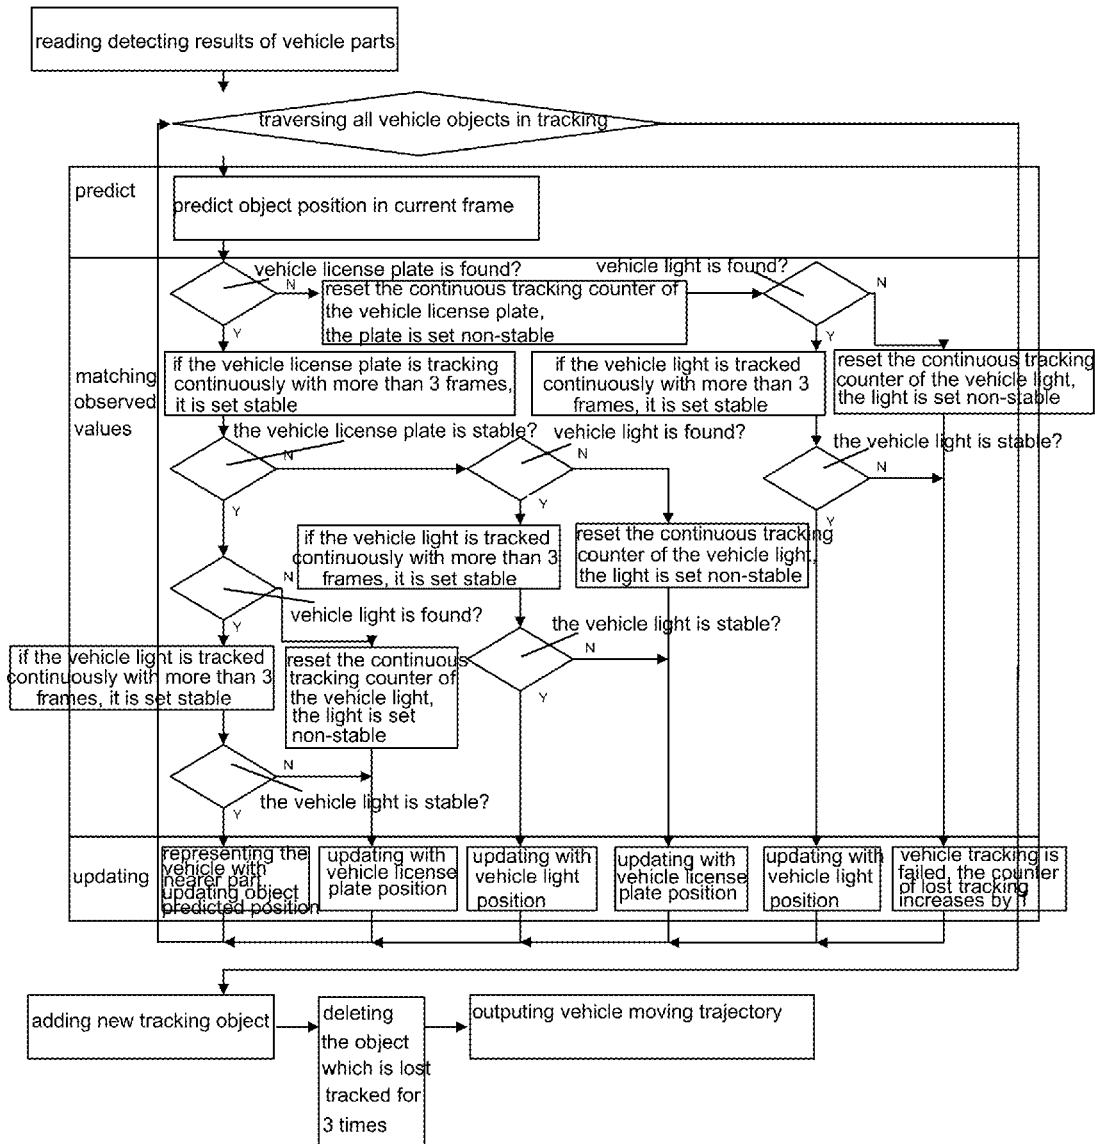 reading detecting results of vehicle parts
traversing all vehicle objects in tracking
predict
predict object position in current frame
vehicle license plate is found?
N
Y
reset the continuous tracking counter of
the vehicle license plate,
the plate is set non-stable
vehicle light is found?
N
Y
matching
observed
values
if the vehicle license plate is tracking
continuously with more than 3 frames,
it is set stable
if the vehicle light is tracked
continuously with more than 3
frames, it is set stable
reset the continuous tracking
counter of the vehicle light,
the light is set non-stable
the vehicle license plate is stable?
N
Y
vehicle light is found?
N
Y
the vehicle light is stable?
N
Y
if the vehicle light is tracked
continuously with more than 3
frames, it is set stable
reset the continuous tracking
counter of the vehicle light,
the light is set non-stable
N
Y
vehicle light is found?
the vehicle light is stable?
N
Y
if the vehicle light is tracked
continuously with more than 3
frames, it is set stable
reset the continuous
tracking counter of
the vehicle light,
the light is set
non-stable
N
Y
the vehicle light is stable?
updating
representing the
vehicle with
nearer part
updating object
predicted position
updating with
vehicle license
plate position
updating with
vehicle light
position
updating with
vehicle license
plate position
updating with
vehicle light
position
vehicle tracking is
failed, the counter
of lost tracking
increases by 1
adding new tracking object
deleting
the object
which is lost
tracked for
3 times
outputing vehicle moving trajectory